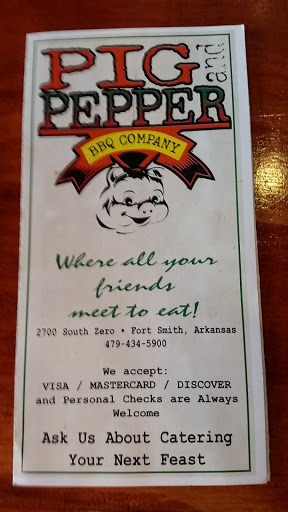 PIG and
PEPPER
BBQ COMPANY
Where all your
friends
meet to eat!
2700 South Zero • Fort Smith, Arkansas
479-434-5900
We accept:
VISA / MASTERCARD / DISCOVER
and Personal Checks are Always
Welcome
Ask Us About Catering
Your Next Feast